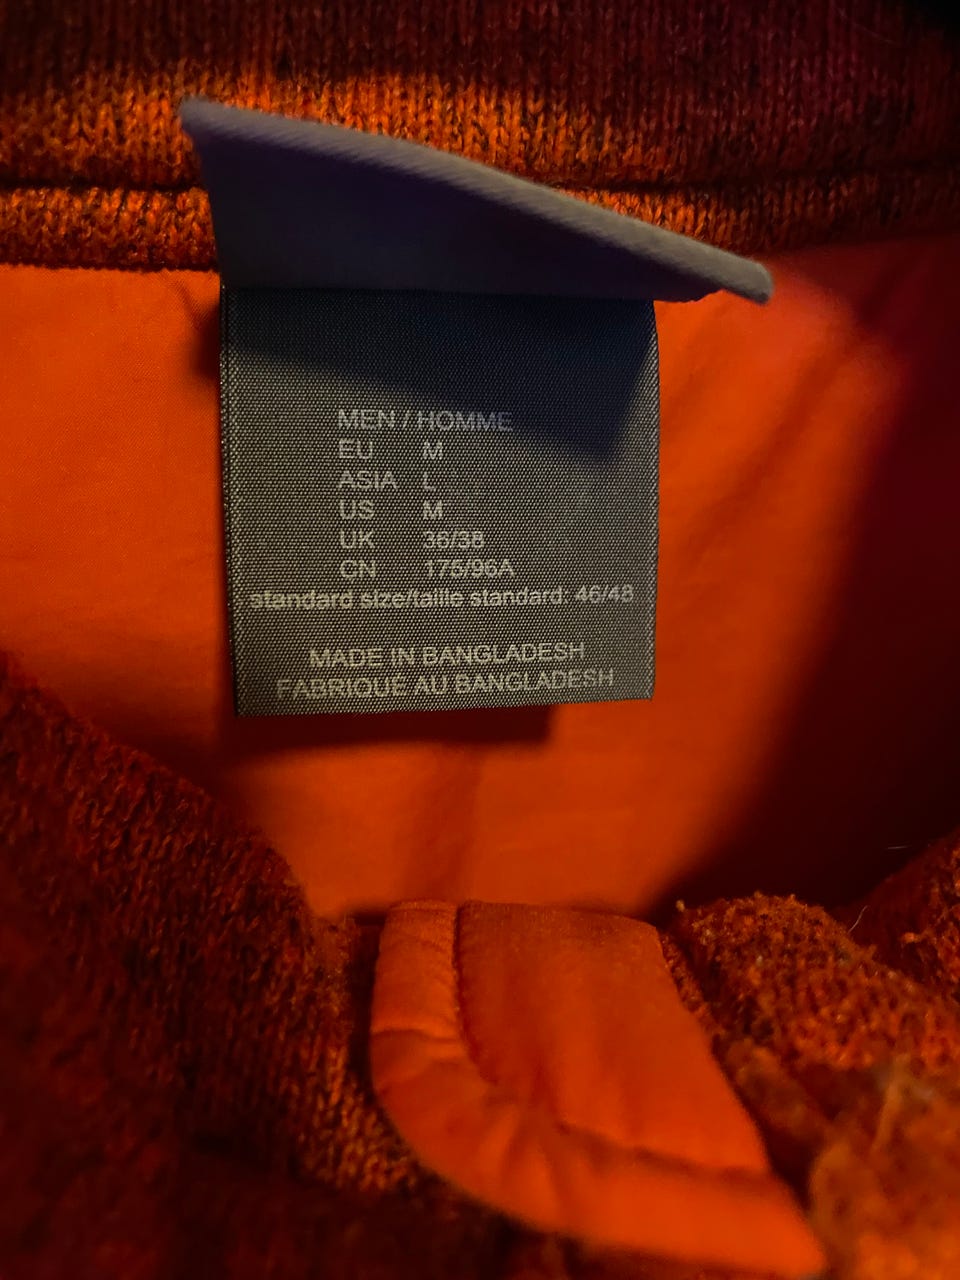 MEN / HOMME
EU M
ASIA L
US M
UK 36/38
CN 175/96A
standard size/taille standard: 46/48
MADE IN BANGLADESH
FABRIQUE AU BANGLADESH